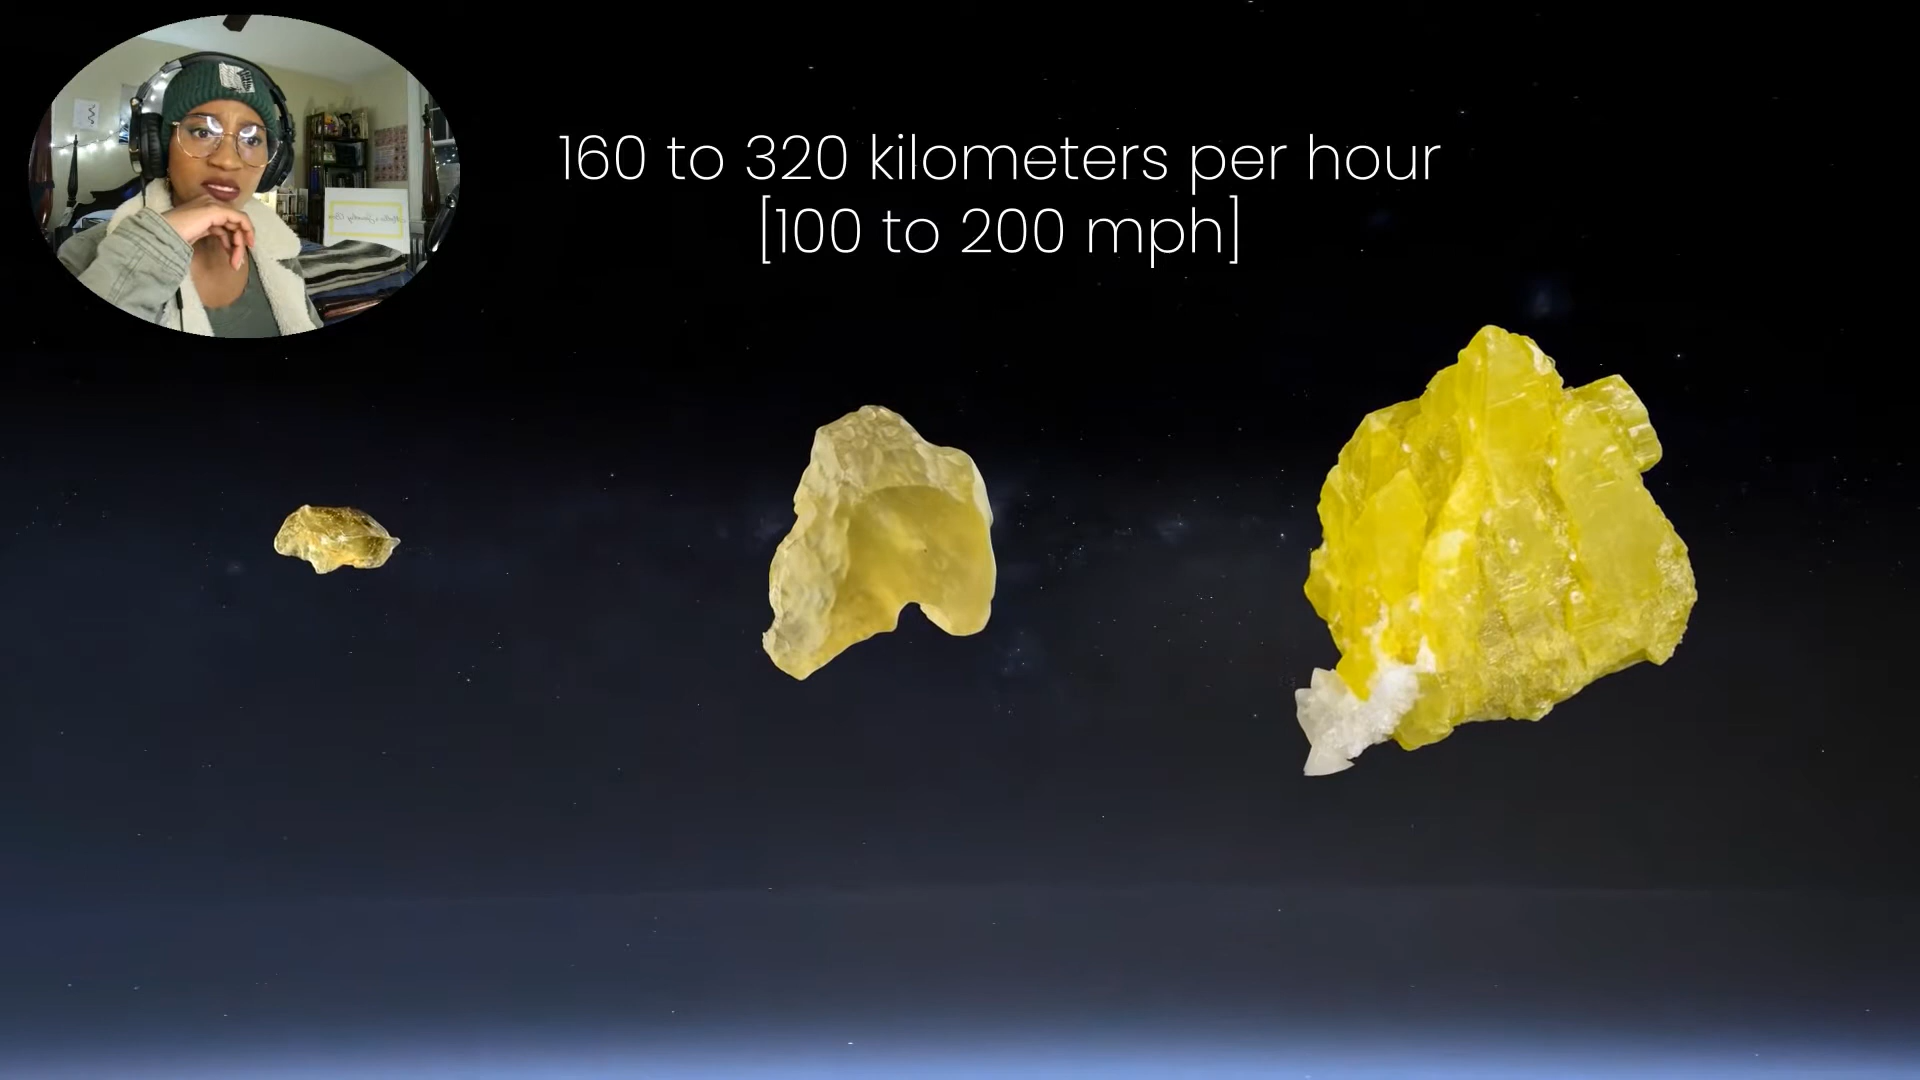 160 to 320 kilometers per hour
[100 to 200 mph]